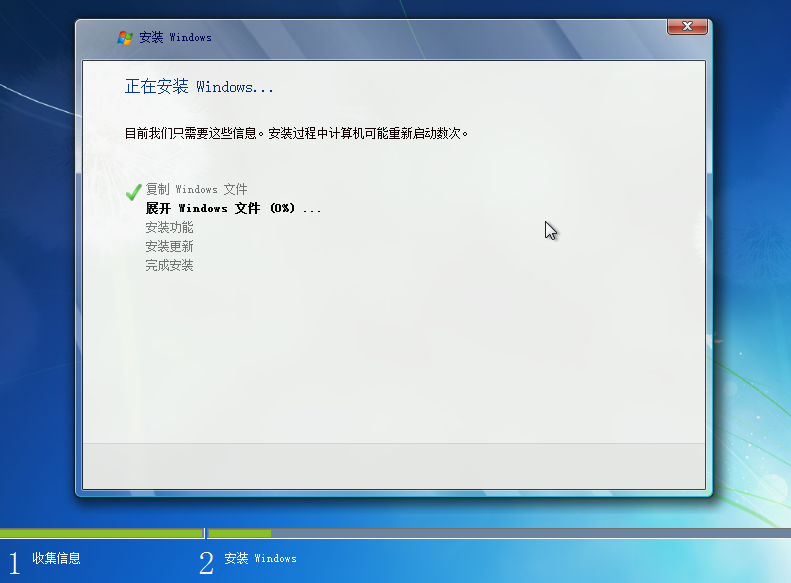 安装 Windows
正在安装 Windows...
目前我们只需要这些信息。安装过程中计算机可能重新启动数次。
复制 Windows 文件
展开 Windows 文件 (0%) ...
安装功能
安装更新
完成安装
1 收集信息 2 安装 Windows